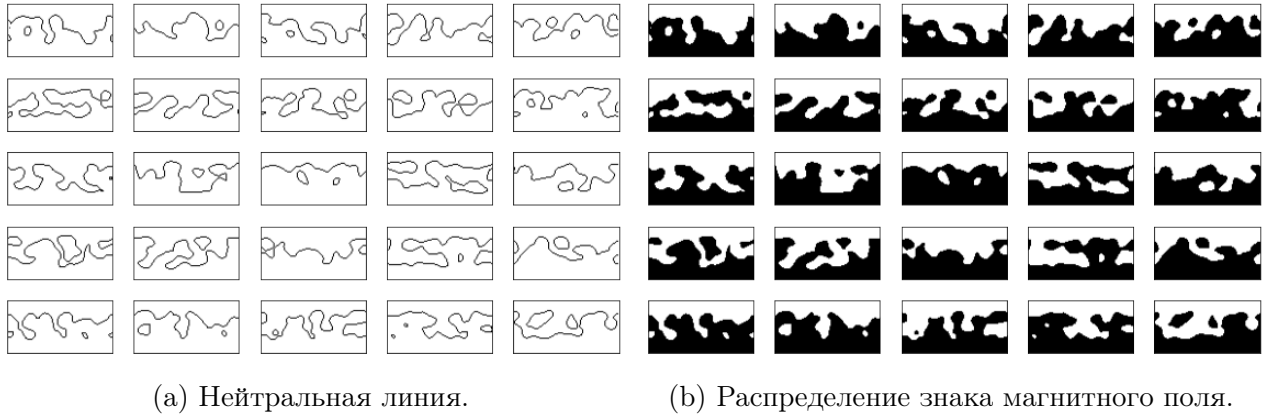 (a) Нейтральная линия.
(b) Распределение знака магнитного поля.